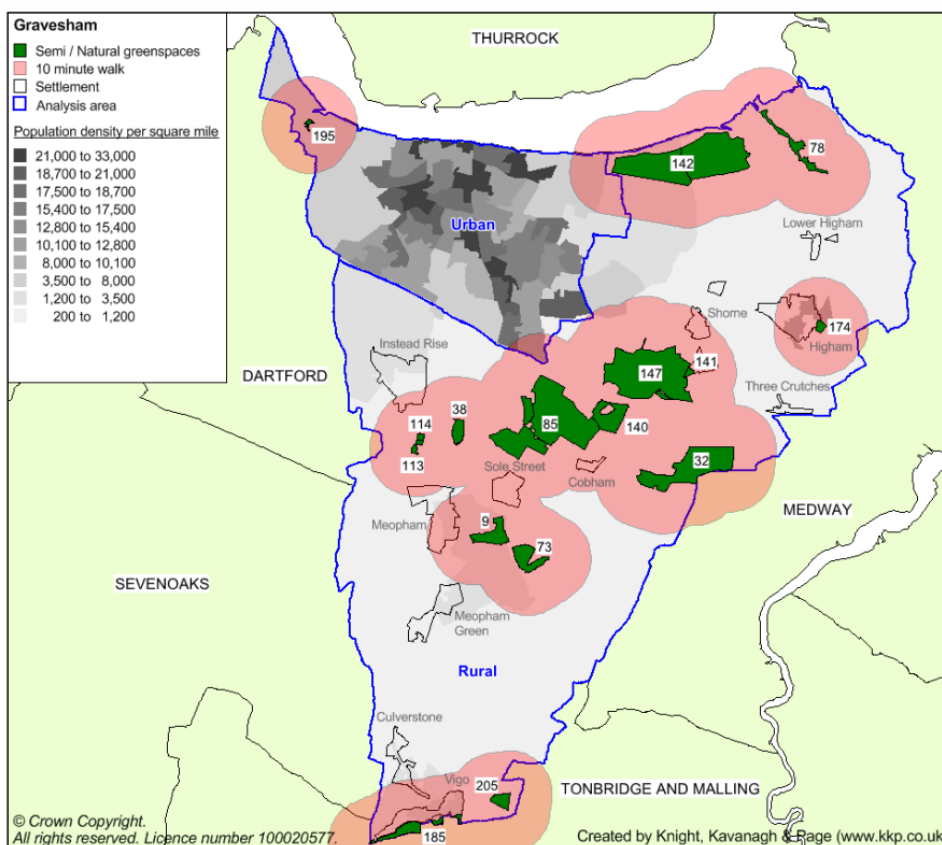 Gravesham
Semi / Natural greenspaces
10 minute walk
Settlement
Analysis area
Population density per square mile
21,000 to 33,000
18,700 to 21,000
17,500 to 18,700
15,400 to 17,500
12,800 to 15,400
10,100 to 12,800
8,000 to 10,100
3,500 to 8,000
1,200 to 3,500
200 to 1,200
THURROCK
195
142
78
Urban
Lower Higham
Shorne
174
Higham
Instead Rise
147
141
DARTFORD
Three Crutches
114
38
85
140
113
Sole Street
32
Cobham
MEDWAY
Meopham
9
73
SEVENOAKS
Meopham
Green
Rural
Culverstone
Vigo
205
TONBRIDGE AND MALLING
185
© Crown Copyright.
All rights reserved. Licence number 100020577.
Created by Knight, Kavanagh & Page (www.kkp.co.uk